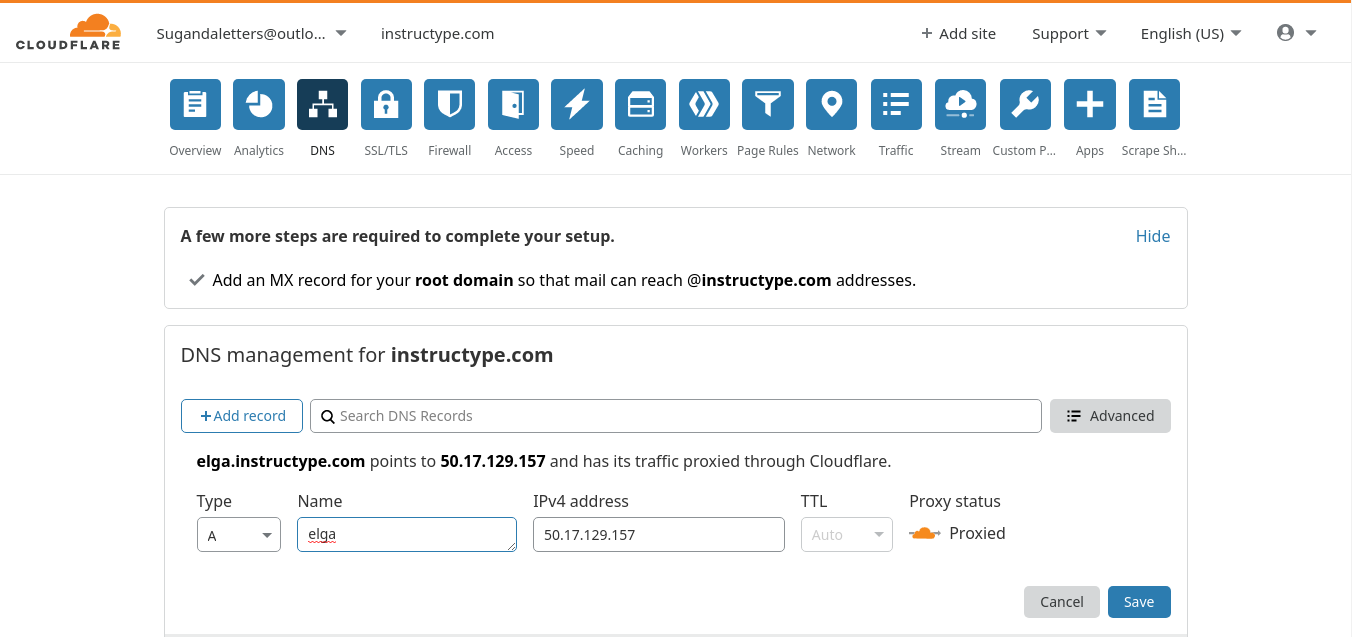 CLOUDFLARE
Sugandaletters@outlo... instructype.com + Add site Support English (US)
Overview Analytics DNS SSL/TLS Firewall Access Speed Caching Workers Page Rules Network Traffic Stream Custom P... Apps Scrape Sh...
A few more steps are required to complete your setup. Hide
Add an MX record for your root domain so that mail can reach @instructype.com addresses.
DNS management for instructype.com
+Add record Search DNS Records Advanced
elga.instructype.com points to 50.17.129.157 and has its traffic proxied through Cloudflare.
Type Name IPv4 address TTL Proxy status
A elga 50.17.129.157 Auto Proxied
Cancel Save